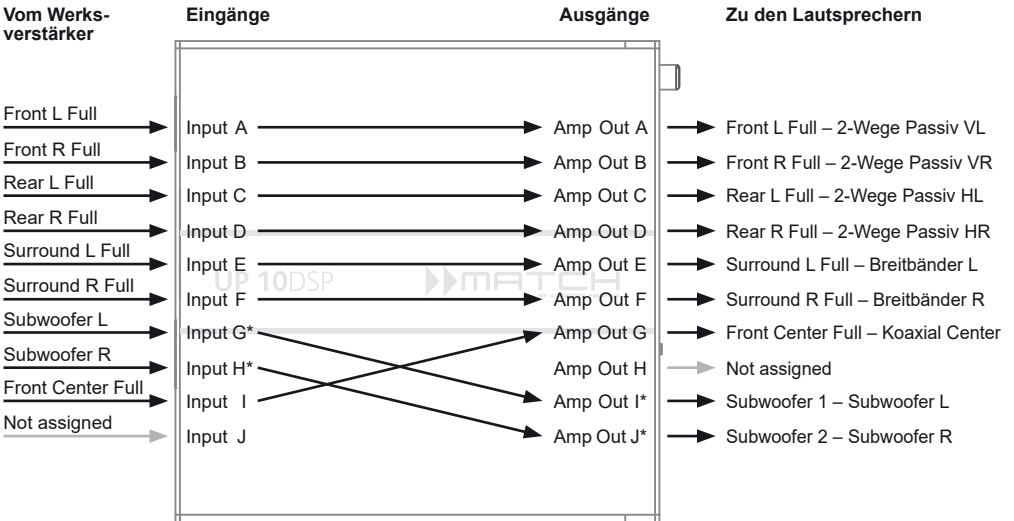 Vom Werks-
verstärker
Eingänge
Ausgänge
Zu den Lautsprechern
Front L Full
Input A
Amp Out A
Front L Full – 2-Wege Passiv VL
Front R Full
Input B
Amp Out B
Front R Full – 2-Wege Passiv VR
Rear L Full
Input C
Amp Out C
Rear L Full – 2-Wege Passiv HL
Rear R Full
Input D
Amp Out D
Rear R Full – 2-Wege Passiv HR
Surround L Full
Input E
Amp Out E
Surround L Full – Breitbänder L
UP 10DSP
MATCH
Surround R Full
Input F
Amp Out F
Surround R Full – Breitbänder R
Subwoofer L
Input G*
Amp Out G
Front Center Full – Koaxial Center
Subwoofer R
Input H*
Amp Out H
Not assigned
Front Center Full
Input I
Amp Out I*
Subwoofer 1 – Subwoofer L
Not assigned
Input J
Amp Out J*
Subwoofer 2 – Subwoofer R